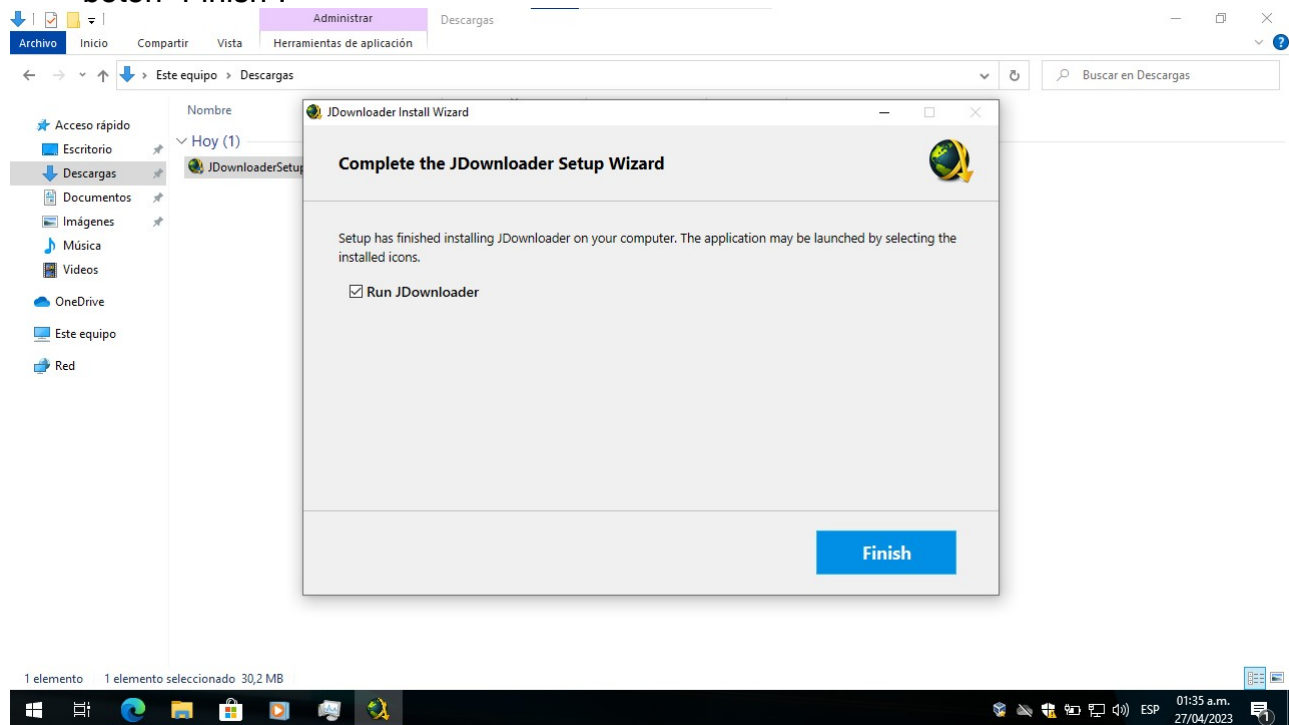 Administrar
Descargas
Archivo Inicio Compartir Vista Herramientas de aplicación
Este equipo › Descargas
Buscar en Descargas
Nombre
Acceso rápido
Escritorio
Descargas
Documentos
Imágenes
Música
Videos
OneDrive
Este equipo
Red
Hoy (1)
JDownloaderSetup
JDownloader Install Wizard
Complete the JDownloader Setup Wizard
Setup has finished installing JDownloader on your computer. The application may be launched by selecting the
installed icons.
Run JDownloader
Finish
1 elemento 1 elemento seleccionado 30,2 MB
ESP
01:35 a.m.
27/04/2023
1